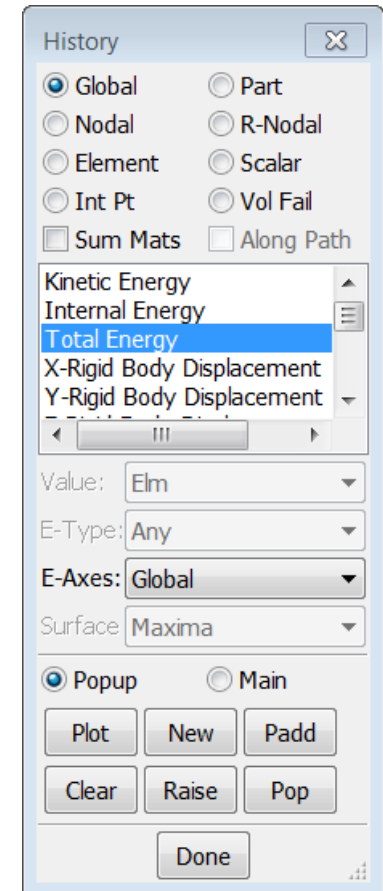 History
Global Part
Nodal R-Nodal
Element Scalar
Int Pt Vol Fail
Sum Mats Along Path
Kinetic Energy
Internal Energy
Total Energy
X-Rigid Body Displacement
Y-Rigid Body Displacement
Value: Elm
E-Type: Any
E-Axes: Global
Surface Maxima
Popup Main
Plot New Padd
Clear Raise Pop
Done